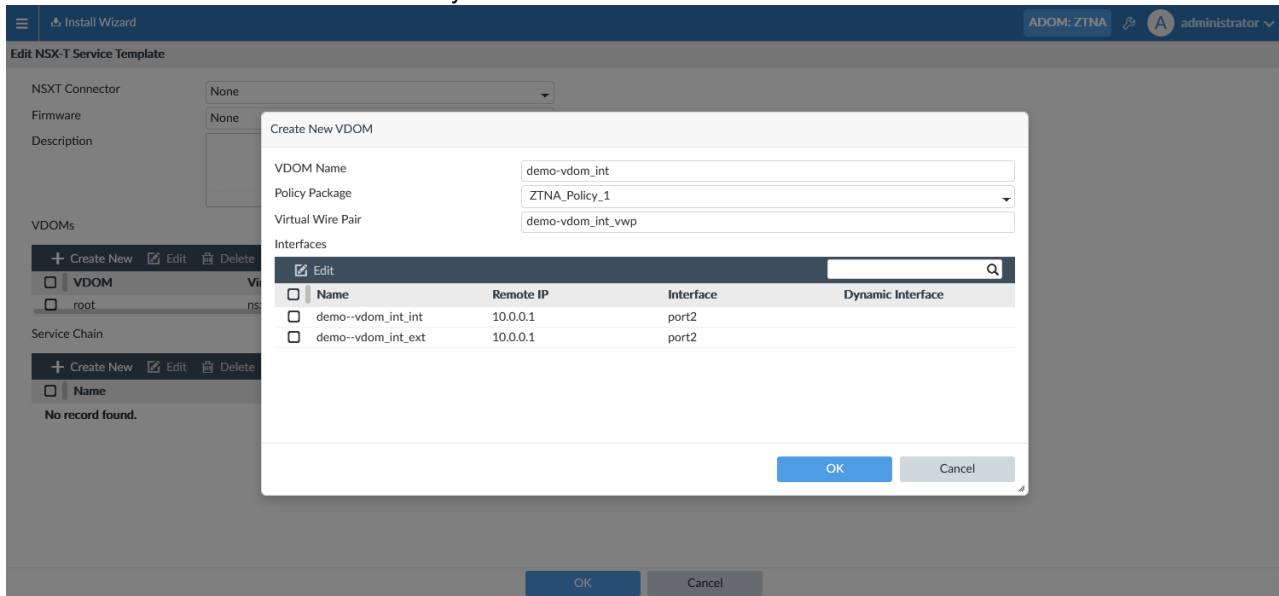 Install Wizard ADOM: ZTNA A administrator
Edit NSX-T Service Template
NSXT Connector None
Firmware None
Description
VDOMs
Create New Edit Delete
VDOM Vi
root ns
Service Chain
Create New Edit Delete
Name
No record found.
Create New VDOM
VDOM Name demo-vdom_int
Policy Package ZTNA_Policy_1
Virtual Wire Pair demo-vdom_int_vwp
Interfaces
Edit
Name Remote IP Interface Dynamic Interface
demo--vdom_int_int 10.0.0.1 port2
demo--vdom_int_ext 10.0.0.1 port2
OK Cancel
OK Cancel